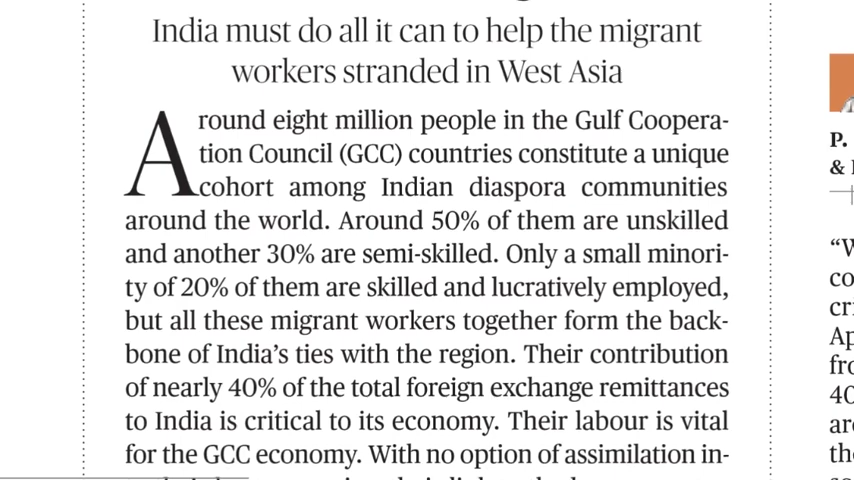 India must do all it can to help the migrant
workers stranded in West Asia
Around eight million people in the Gulf Coopera-
tion Council (GCC) countries constitute a unique
cohort among Indian diaspora communities
around the world. Around 50% of them are unskilled
and another 30% are semi-skilled. Only a small minori-
ty of 20% of them are skilled and lucratively employed,
but all these migrant workers together form the back-
bone of India's ties with the region. Their contribution
of nearly 40% of the total foreign exchange remittances
to India is critical to its economy. Their labour is vital
for the GCC economy. With no option of assimilation in-
P.
&